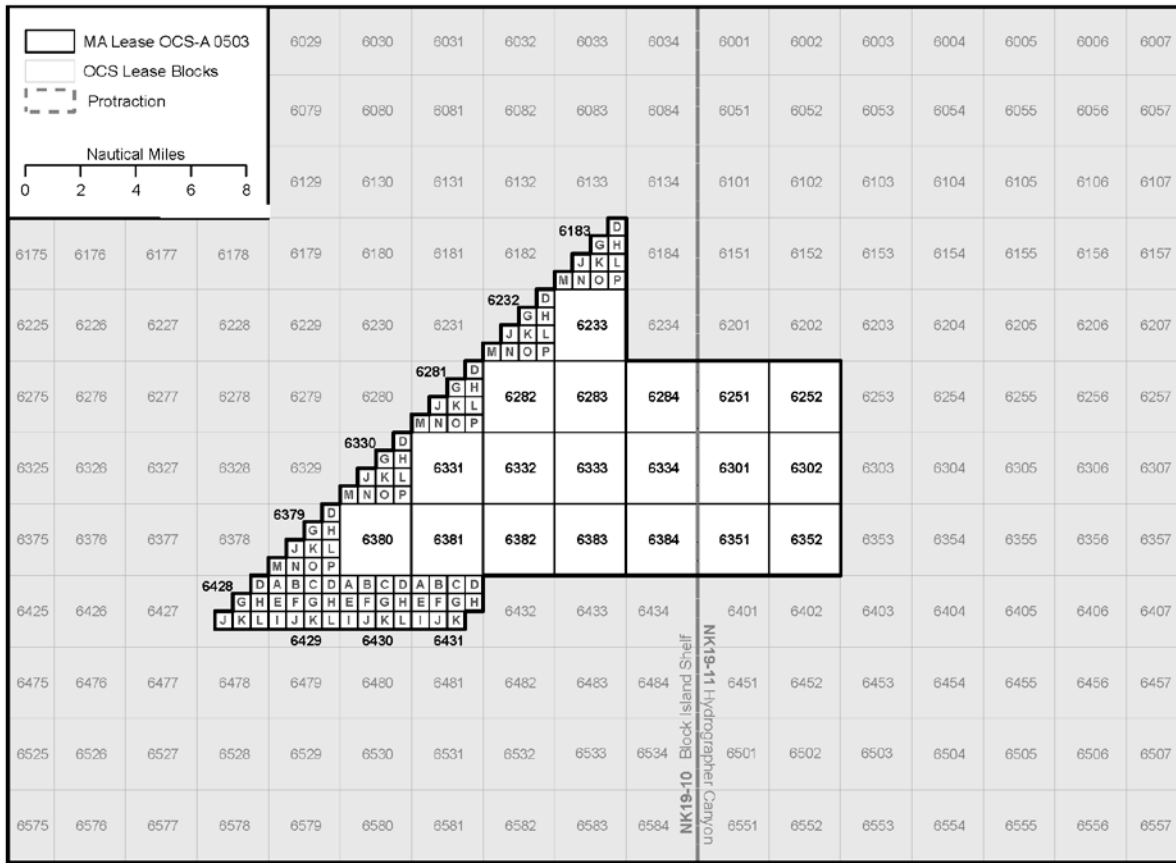 MA Lease OCS-A 0503
OCS Lease Blocks
Protraction
Nautical Miles
0 2 4 6 8
6029 6030 6031 6032 6033 6034 6001 6002 6003 6004 6005 6006 6007
6079 6080 6081 6082 6083 6084 6051 6052 6053 6054 6055 6056 6057
6129 6130 6131 6132 6133 6134 6101 6102 6103 6104 6105 6106 6107
6183 D
G H
6175 6176 6177 6178 6179 6180 6181 6182 6184 6151 6152 6153 6154 6155 6156 6157
J K L
M N O P
6232 D
G H
6225 6226 6227 6228 6229 6230 6231 6233 6234 6201 6202 6203 6204 6205 6206 6207
J K L
M N O P
6281 D
G H
6275 6276 6277 6278 6279 6280 6282 6283 6284 6251 6252 6253 6254 6255 6256 6257
J K L
M N O P
6330 D
G H
6325 6326 6327 6328 6329 6331 6332 6333 6334 6301 6302 6303 6304 6305 6306 6307
J K L
M N O P
6379 D
G H
6375 6376 6377 6378 6380 6381 6382 6383 6384 6351 6352 6353 6354 6355 6356 6357
J K L
M N O P
6428 D A B C D A B C D A B C D
G H E F G H E F G H E F G H
6425 6426 6427 6432 6433 6434 6401 6402 6403 6404 6405 6406 6407
J K L I J K L I J K L I J K
6429 6430 6431
6475 6476 6477 6478 6479 6480 6481 6482 6483 6484 6451 6452 6453 6454 6455 6456 6457
6525 6526 6527 6528 6529 6530 6531 6532 6533 6534 6501 6502 6503 6504 6505 6506 6507
6575 6576 6577 6578 6579 6580 6581 6582 6583 6584 6551 6552 6553 6554 6555 6556 6557
NK19-10 Block Island Shelf
NK19-11 Hydrographer Canyon